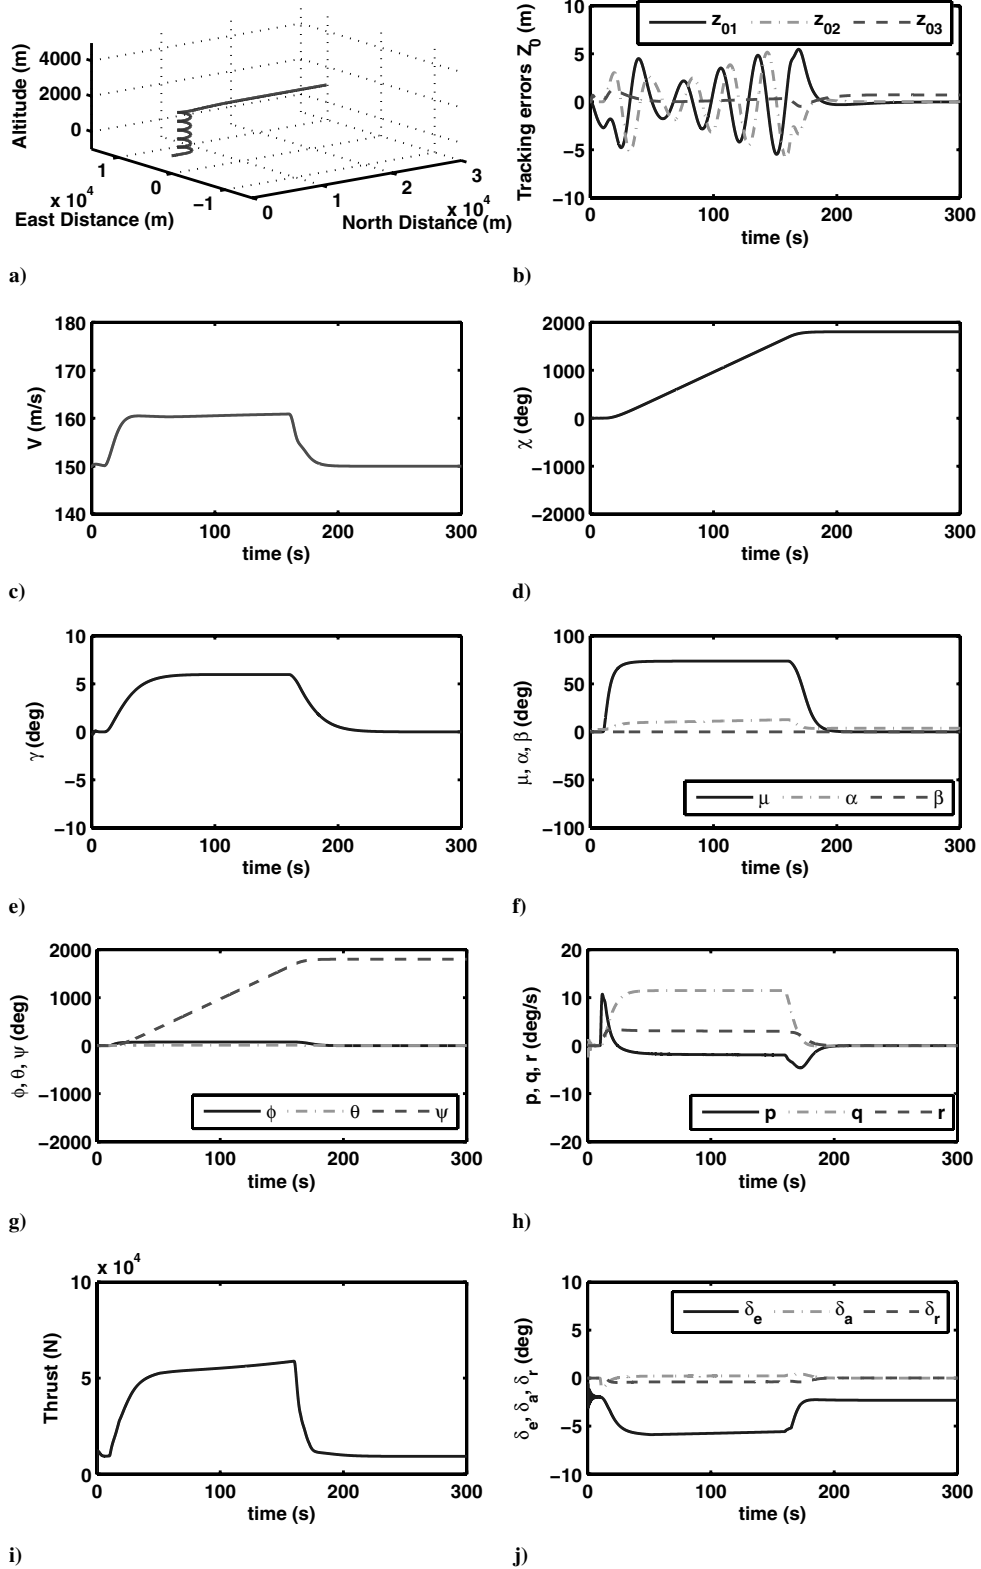 4000
2000
0
Altitude (m)
1
0
−1
x 10⁴
East Distance (m)
0
1
2
3
x 10⁴
North Distance (m)
a)
10
5
0
−5
−10
Tracking errors Z₀ (m)
z₀₁ z₀₂ z₀₃
0 100 200 300
time (s)
b)
180
170
160
150
140
V (m/s)
0 100 200 300
time (s)
c)
2000
1000
0
−1000
−2000
χ (deg)
0 100 200 300
time (s)
d)
10
5
0
−5
−10
γ (deg)
0 100 200 300
time (s)
e)
100
50
0
−50
−100
μ, α, β (deg)
μ α β
0 100 200 300
time (s)
f)
2000
1000
0
−1000
−2000
ϕ, θ, ψ (deg)
ϕ θ ψ
0 100 200 300
time (s)
g)
20
10
0
−10
−20
p, q, r (deg/s)
p q r
0 100 200 300
time (s)
h)
x 10⁴
10
5
0
Thrust (N)
0 100 200 300
time (s)
i)
10
5
0
−5
−10
δₑ, δₐ, δᵣ (deg)
δₑ δₐ δᵣ
0 100 200 300
time (s)
j)